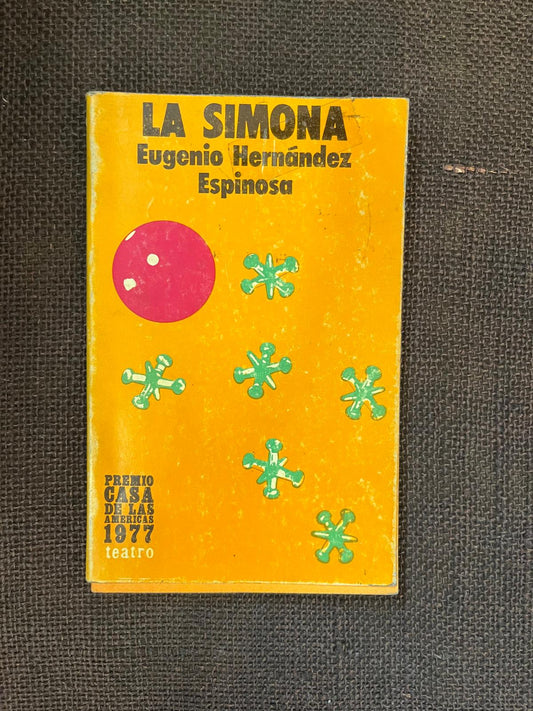 LA SIMONA
Eugenio Hernández
Espinosa
PREMIO
CASA
DE LAS
AMERICAS
1977
teatro